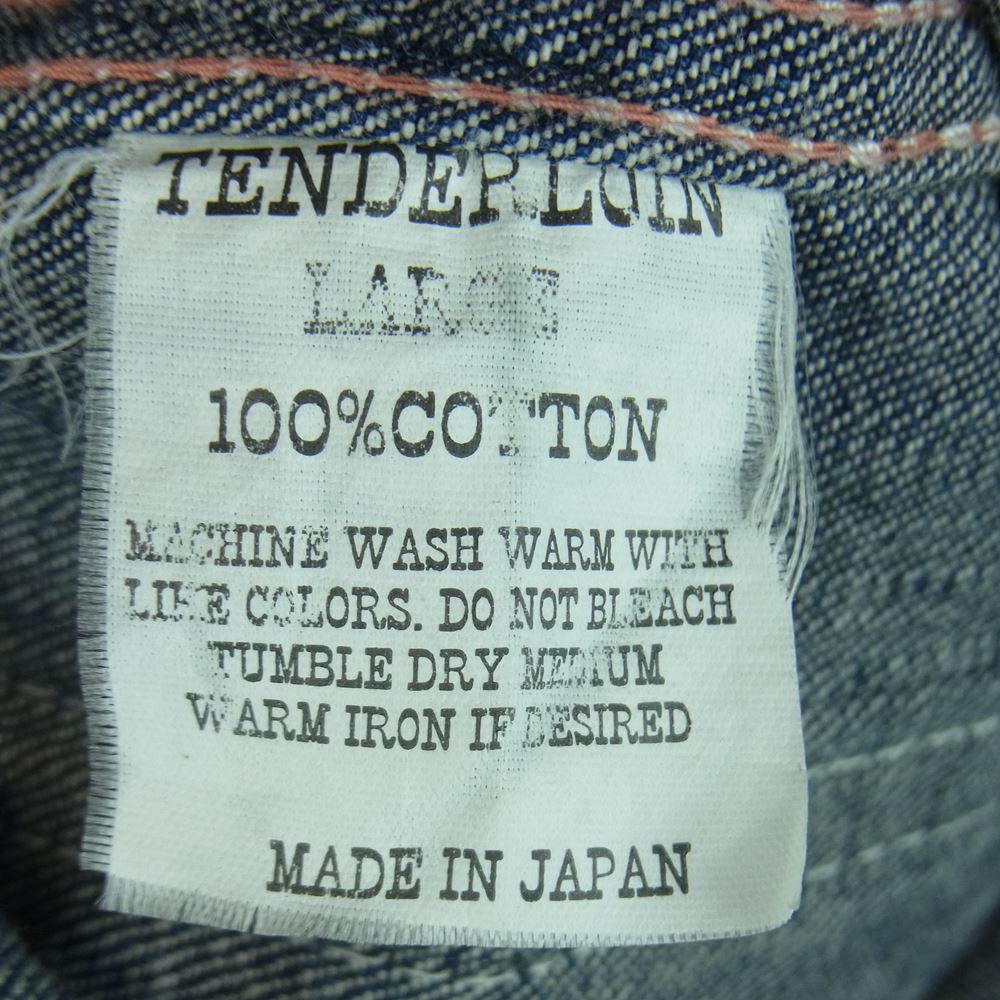 TENDERLOIN
LARGE
100%COTTON
MACHINE WASH WARM WITH
LIKE COLORS. DO NOT BLEACH
TUMBLE DRY MEDIUM
WARM IRON IF DESIRED
MADE IN JAPAN